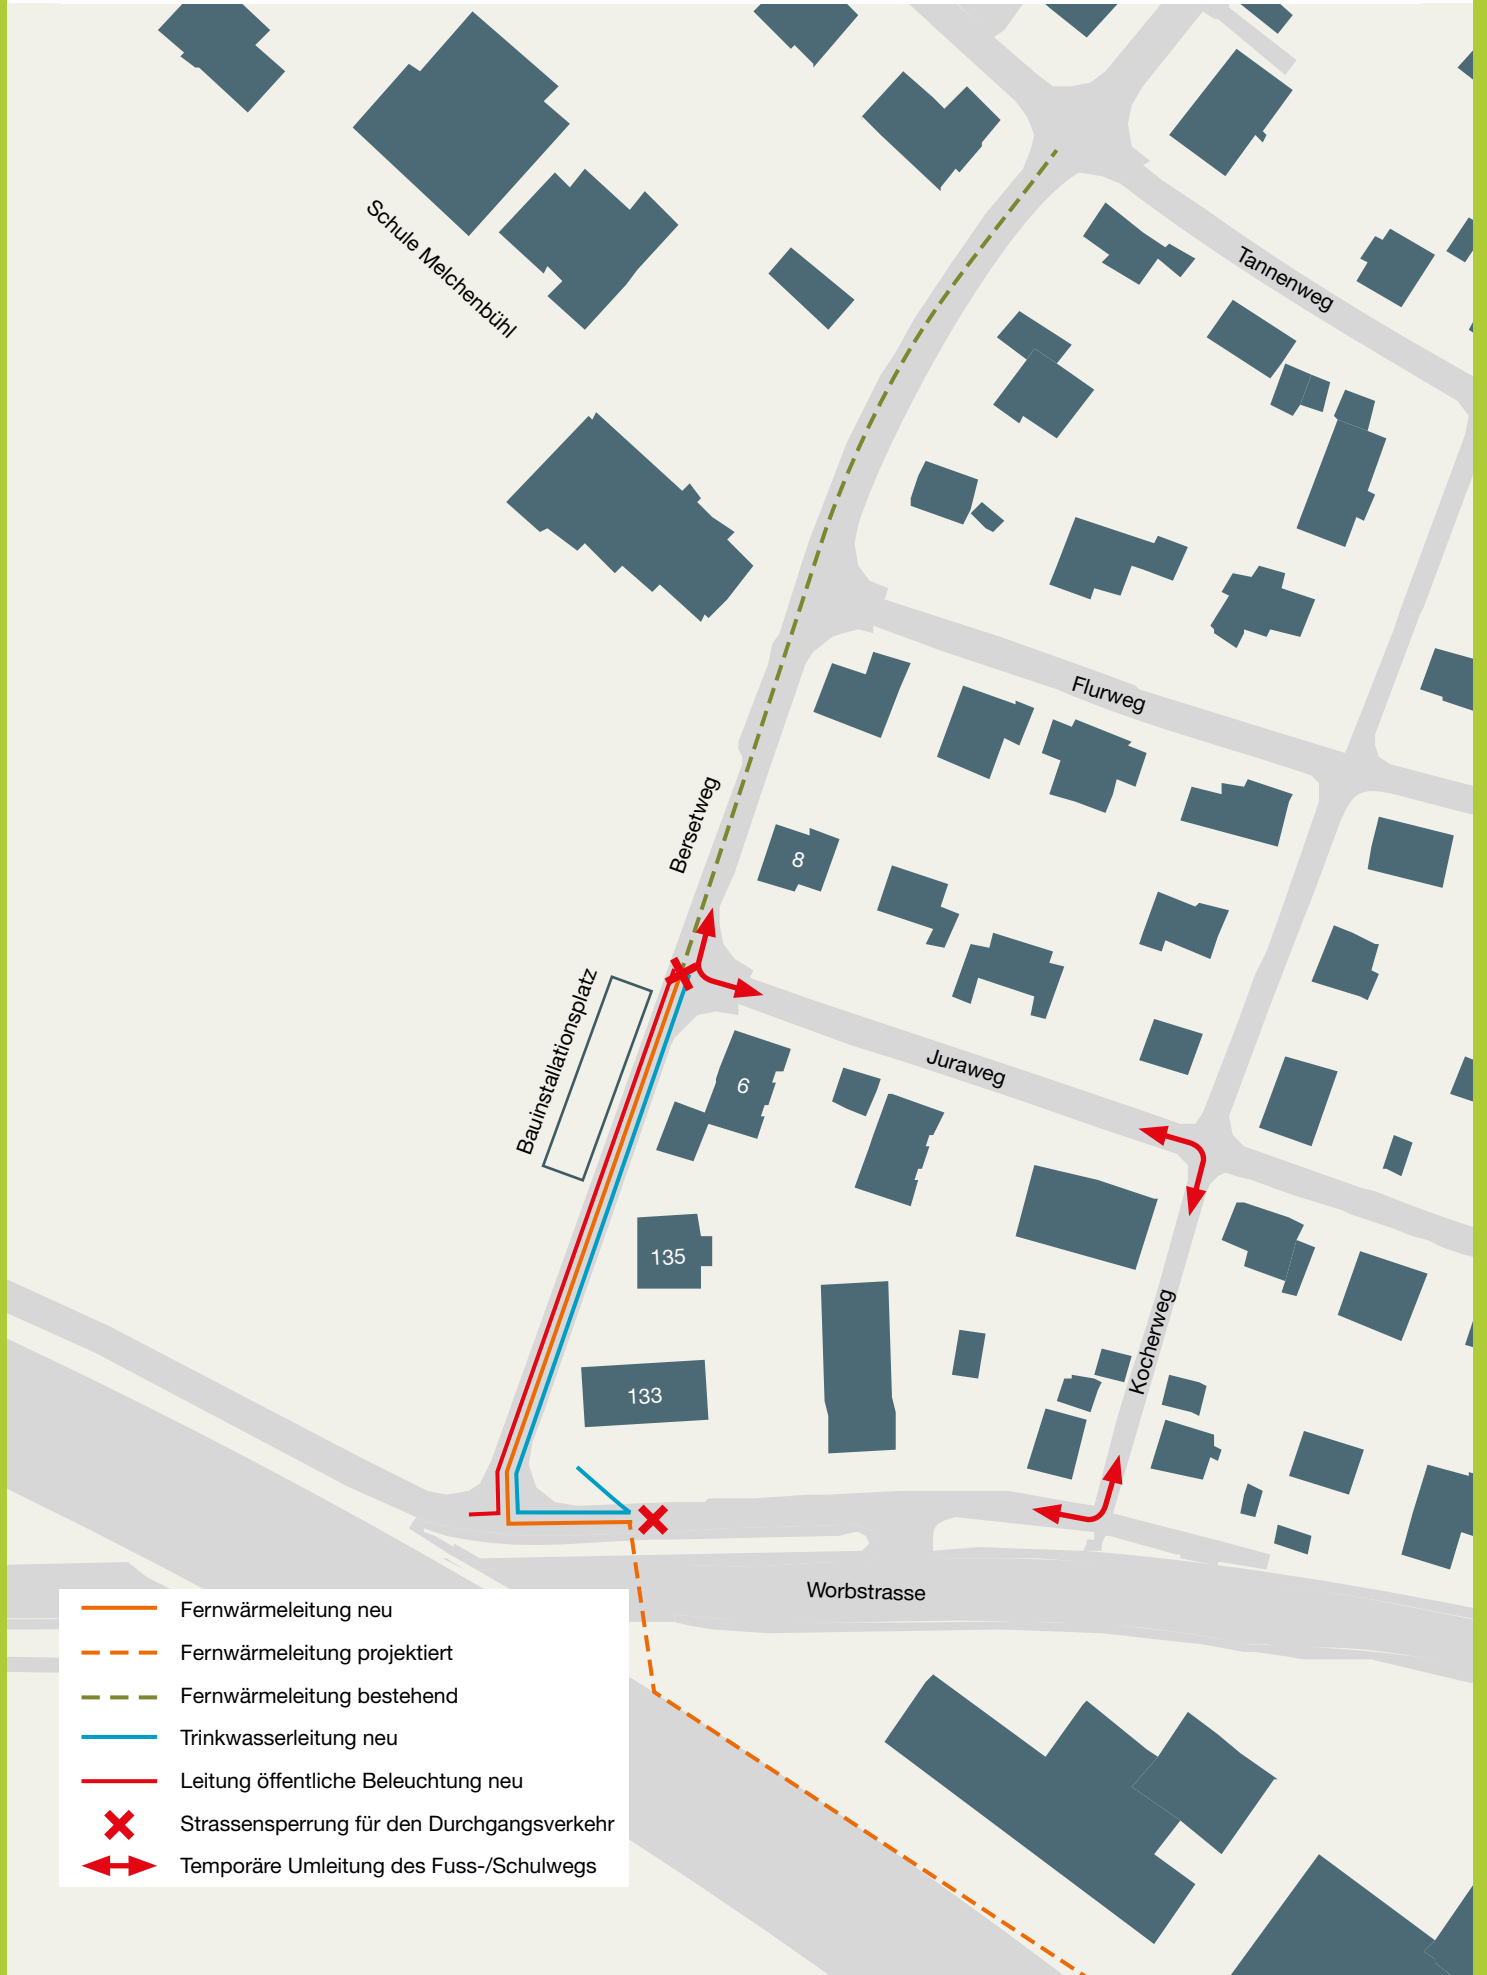 Schule Melchenbühl
Tannenweg
Flurweg
Bersetweg
8
Bauinstallationsplatz
Juraweg
6
135
Kocherweg
133
Worbstrasse
Fernwärmeleitung neu
Fernwärmeleitung projektiert
Fernwärmeleitung bestehend
Trinkwasserleitung neu
Leitung öffentliche Beleuchtung neu
Strassensperrung für den Durchgangsverkehr
Temporäre Umleitung des Fuss-/Schulwegs